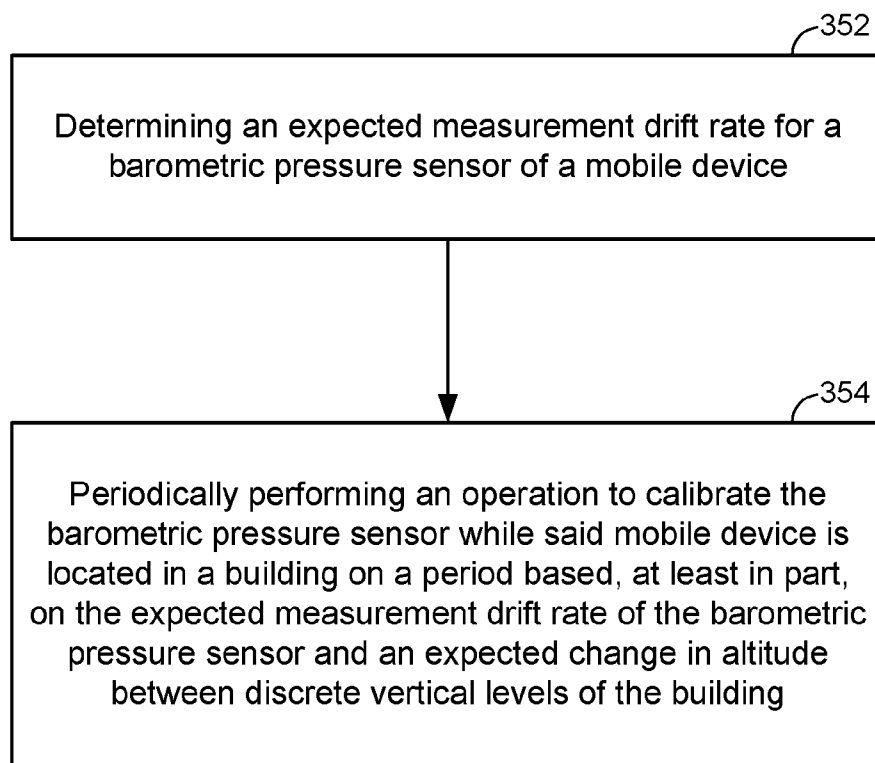 352
Determining an expected measurement drift rate for a
barometric pressure sensor of a mobile device
354
Periodically performing an operation to calibrate the
barometric pressure sensor while said mobile device is
located in a building on a period based, at least in part,
on the expected measurement drift rate of the barometric
pressure sensor and an expected change in altitude
between discrete vertical levels of the building